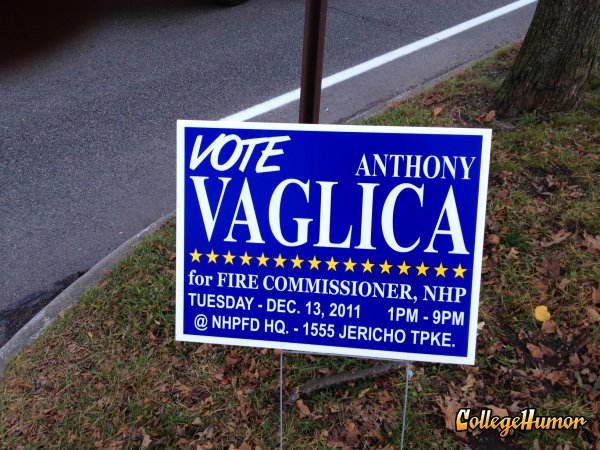 VOTE ANTHONY
VAGLICA
for FIRE COMMISSIONER, NHP
TUESDAY - DEC. 13, 2011 1PM - 9PM
@ NHPFD HQ. - 1555 JERICHO TPKE.
CollegeHumor